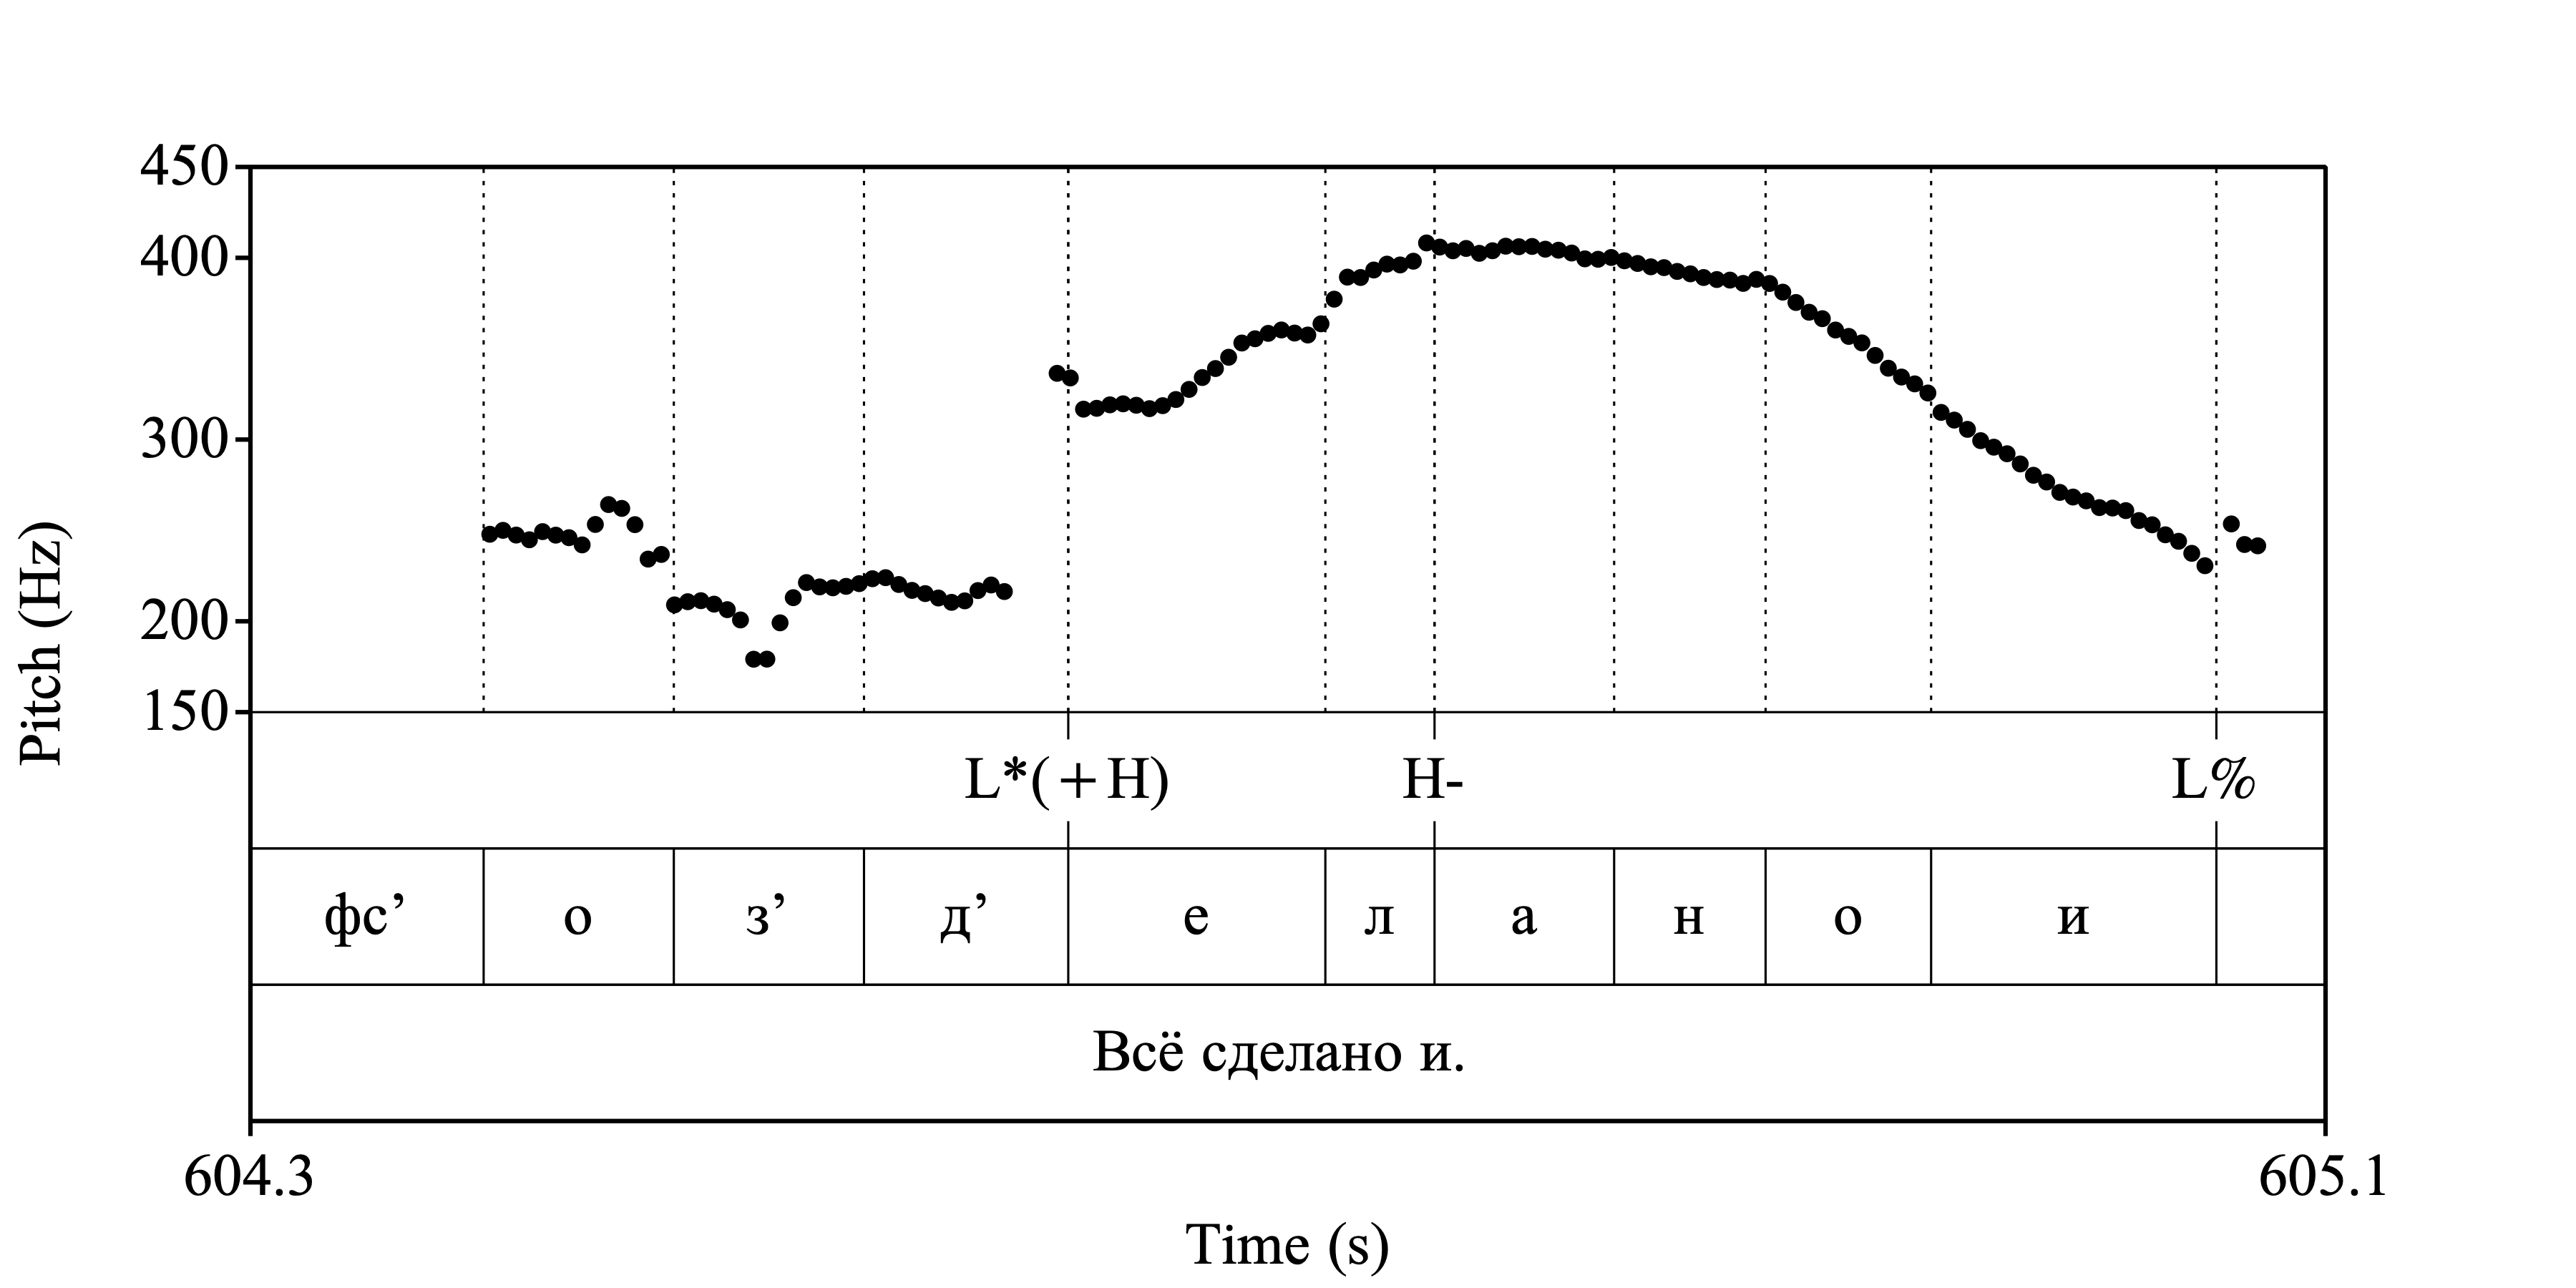 450
400
300
200
150
Pitch (Hz)
L*(+H) H- L%
фс’ о з’ д’ е л а н о и
Всё сделано и.
604.3 605.1
Time (s)